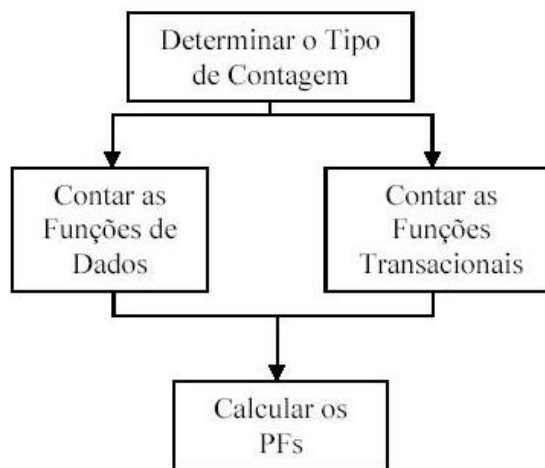 Determinar o Tipo
de Contagem
Contar as
Funções de
Dados
Contar as
Funções
Transacionais
Calcular os
PFs